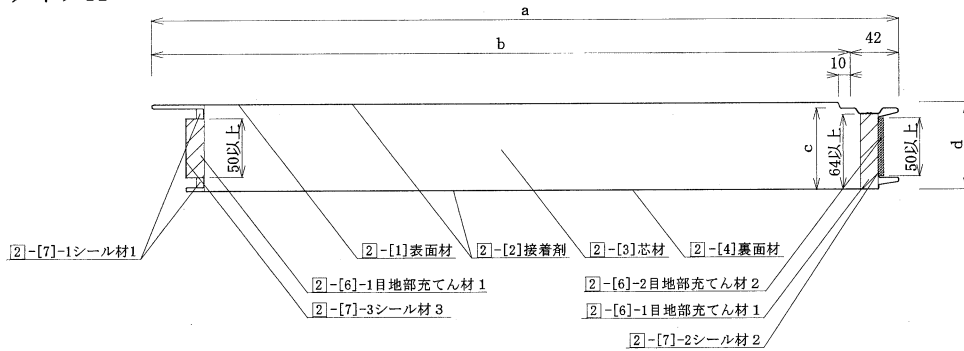 a
b
42
10
50以上
c
64以上
50以上
d
2-[7]-1シール材1
2-[1]表面材
2-[2]接着剤
2-[3]芯材
2-[4]裏面材
2-[6]-1目地部充てん材1
2-[7]-3シール材3
2-[6]-2目地部充てん材2
2-[6]-1目地部充てん材1
2-[7]-2シール材2